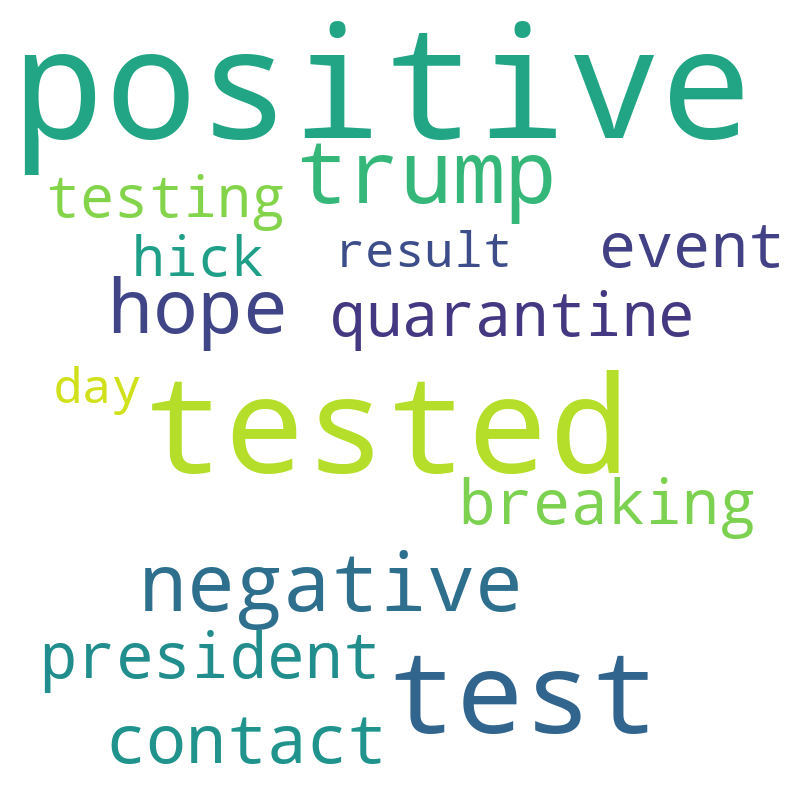 positive
trump
testing
hick
result
event
hope
quarantine
day
tested
breaking
negative
president
test
contact